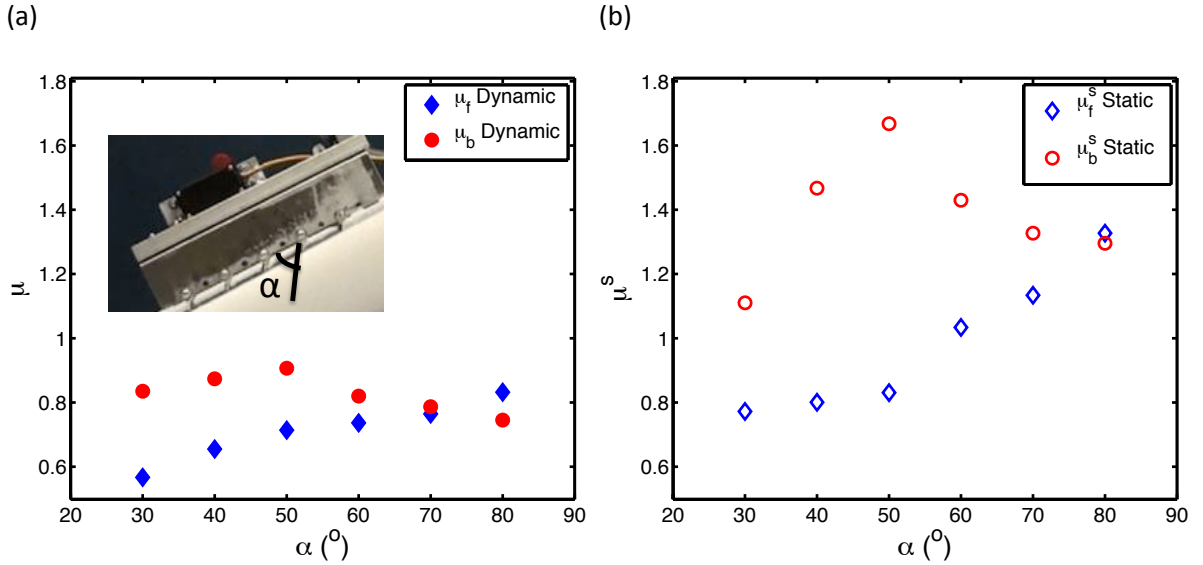 (a)
1.8
1.6
1.4
1.2
1
0.8
0.6
μ
μf Dynamic
μb Dynamic
α
20 30 40 50 60 70 80 90
α (o)
(b)
1.8
1.6
1.4
1.2
1
0.8
0.6
μs
μfs Static
μbs Static
20 30 40 50 60 70 80 90
α (o)